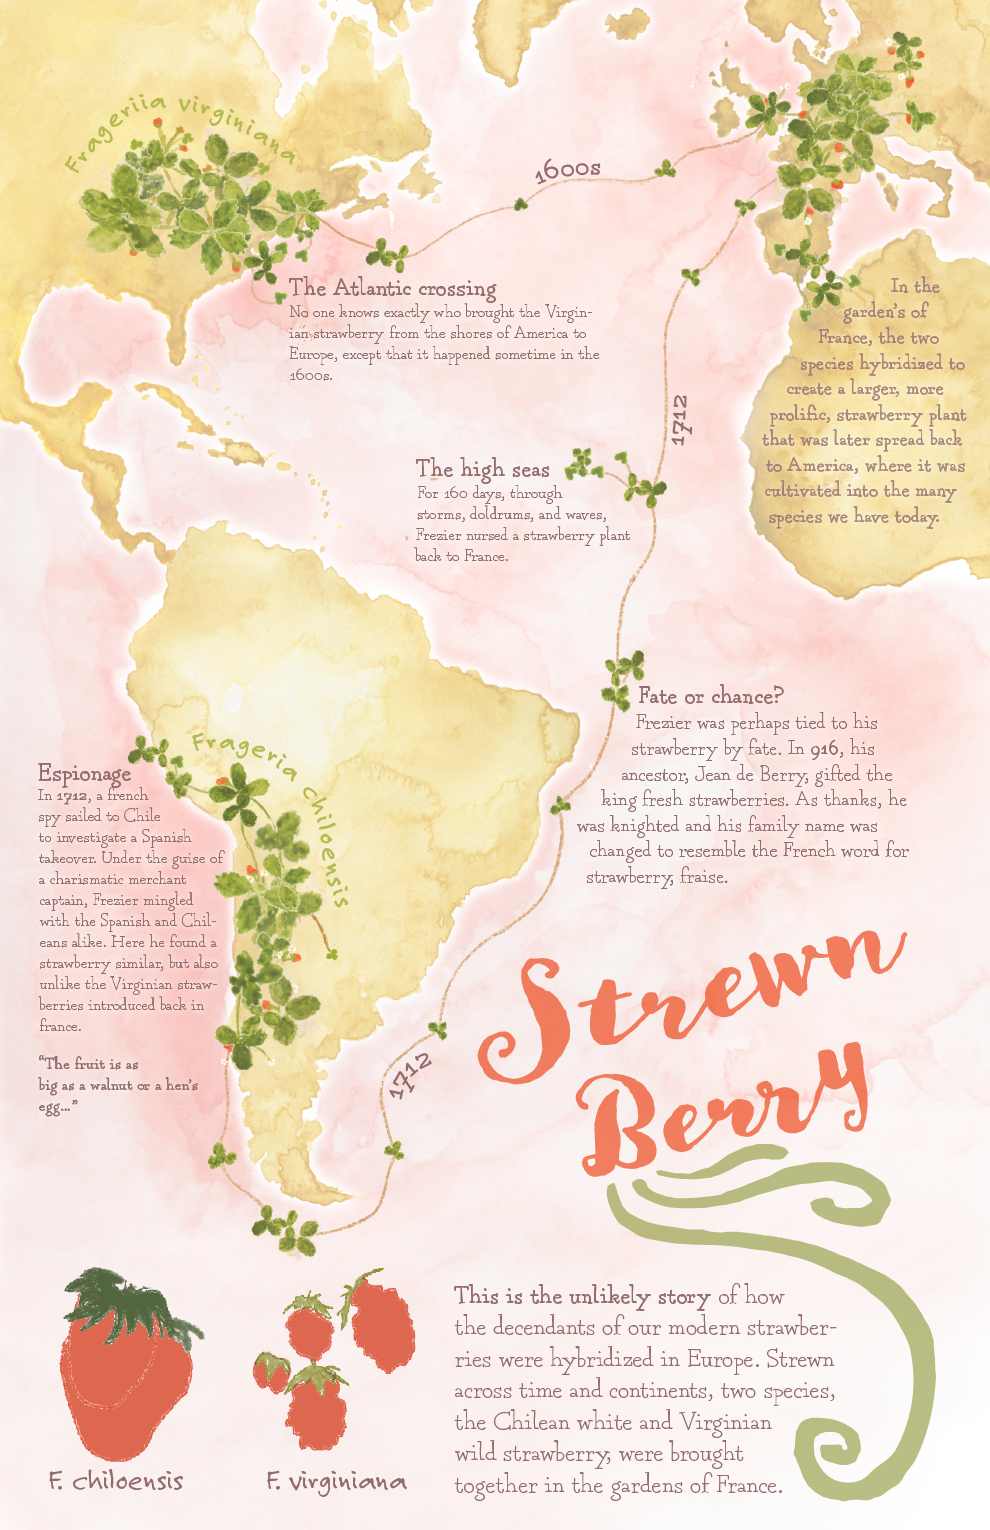 Frageriia virginiana
1600s
The Atlantic crossing
No one knows exactly who brought the Virgin-
ian strawberry from the shores of America to
Europe, except that it happened sometime in the
1600s.
In the
garden's of
France, the two
species hybridized to
create a larger, more
prolific, strawberry plant
that was later spread back
to America, where it was
cultivated into the many
species we have today.
1712
The high seas
For 160 days, through
storms, doldrums, and waves,
Frezier nursed a strawberry plant
back to France.
Fate or chance?
Frezier was perhaps tied to his
strawberry by fate. In 916, his
ancestor, Jean de Berry, gifted the
king fresh strawberries. As thanks, he
was knighted and his family name was
changed to resemble the French word for
strawberry, fraise.
Frageria chiloensis
Espionage
In 1712, a french
spy sailed to Chile
to investigate a Spanish
takeover. Under the guise of
a charismatic merchant
captain, Frezier mingled
with the Spanish and Chil-
eans alike. Here he found a
strawberry similar, but also
unlike the Virginian straw-
berries introduced back in
france.
"The fruit is as
big as a walnut or a hen's
egg..."
1712
Strewn
Berry
This is the unlikely story of how
the decendants of our modern strawber-
ries were hybridized in Europe. Strewn
across time and continents, two species,
the Chilean white and Virginian
wild strawberry, were brought
together in the gardens of France.
F. chiloensis
F. virginiana